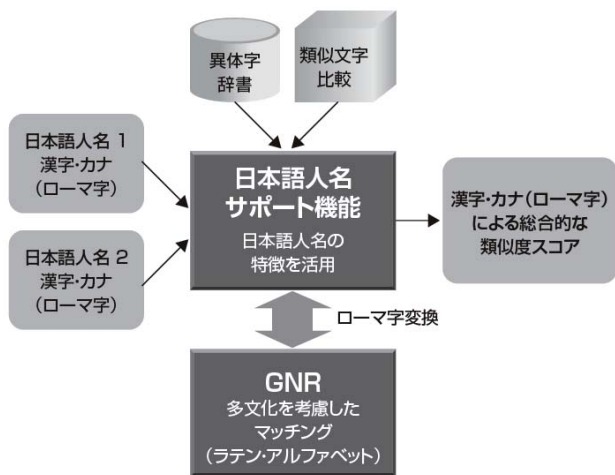 異体字
辞書
類似文字
比較
日本語人名 1
漢字・カナ
（ローマ字）
日本語人名 2
漢字・カナ
（ローマ字）
日本語人名
サポート機能
日本語人名の
特徴を活用
漢字・カナ（ローマ字）
による総合的な
類似度スコア
ローマ字変換
GNR
多文化を考慮した
マッチング
（ラテン・アルファベット）